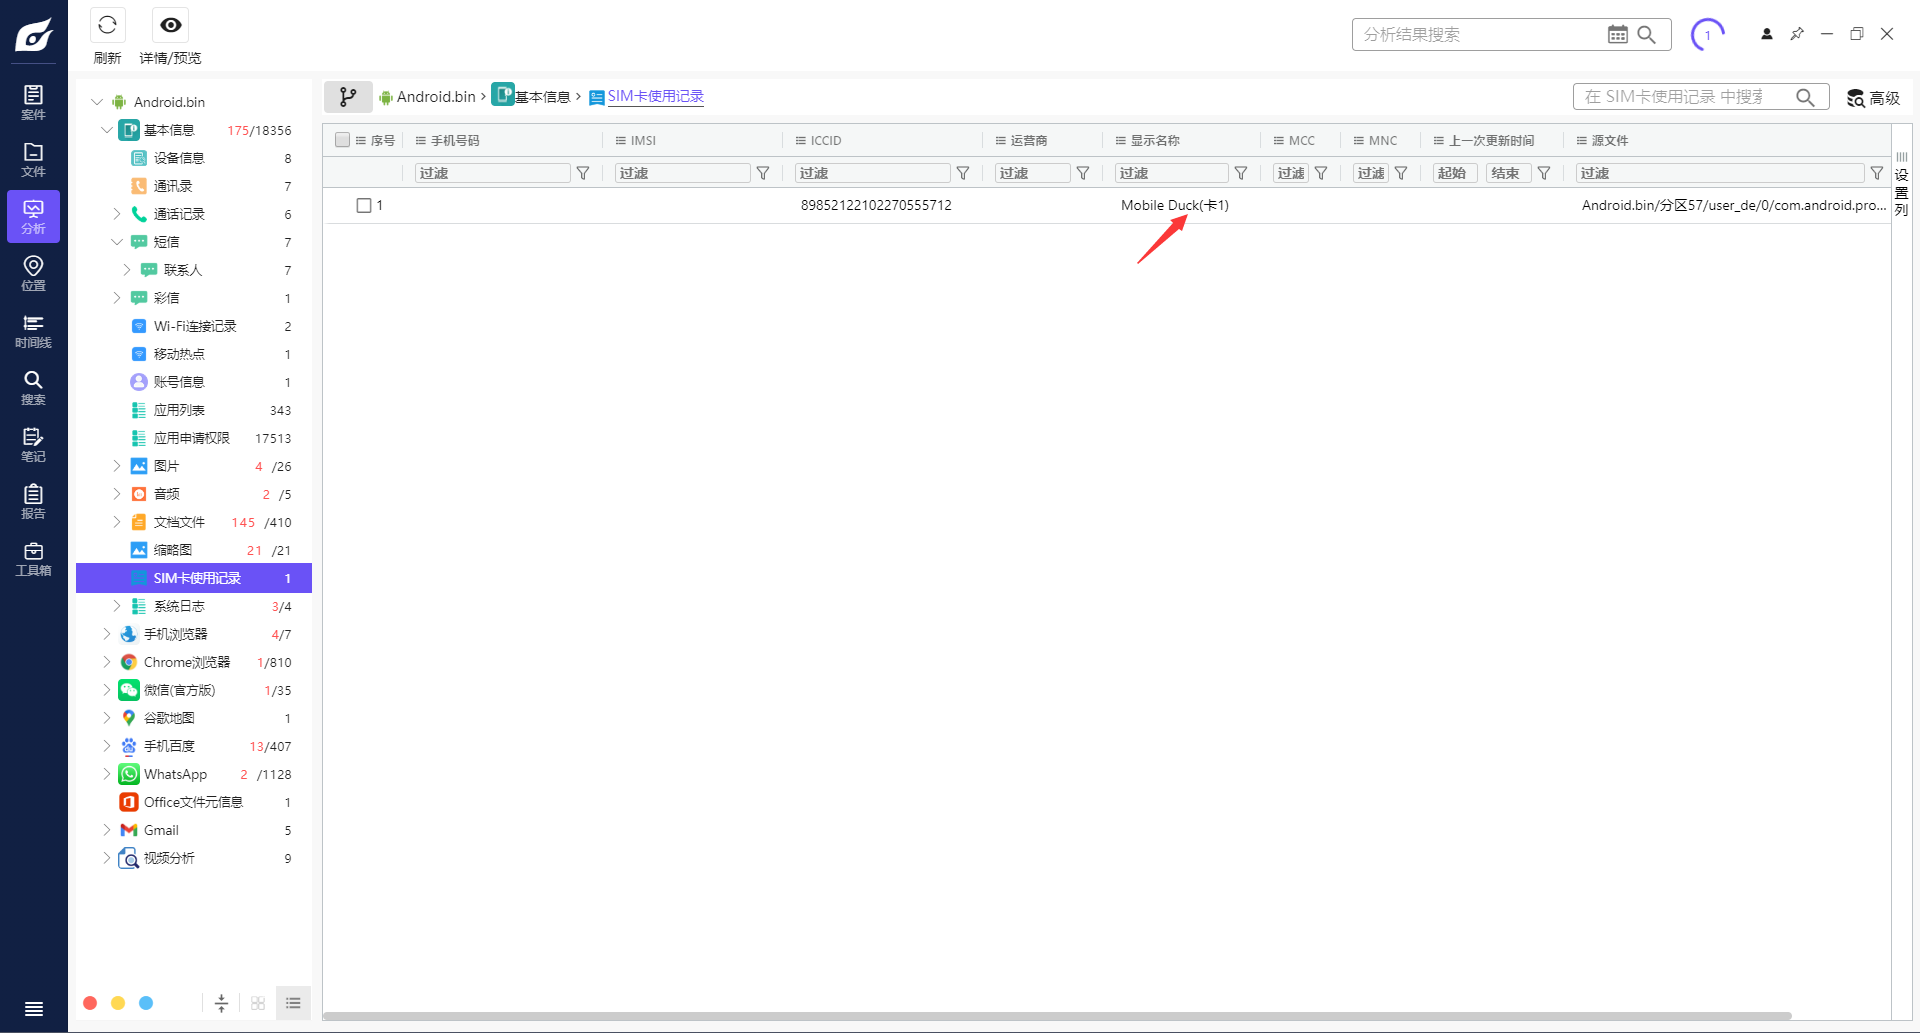 刷新
详情/预览
分析结果搜索
1
案件
文件
分析
位置
时间线
搜索
笔记
报告
工具箱
Android.bin
基本信息 175/18356
设备信息 8
通讯录 7
通话记录 6
短信 7
联系人 7
彩信 1
Wi-Fi连接记录 2
移动热点 1
账号信息 1
应用列表 343
应用申请权限 17513
图片 4 /26
音频 2 /5
文档文件 145 /410
缩略图 21 /21
SIM卡使用记录 1
系统日志 3/4
手机浏览器 4/7
Chrome浏览器 1/810
微信(官方版) 1/35
谷歌地图 1
手机百度 13/407
WhatsApp 2 /1128
Office文件元信息 1
Gmail 5
视频分析 9
Android.bin > 基本信息 > SIM卡使用记录
在 SIM卡使用记录 中搜索
高级
序号 手机号码 IMSI ICCID 运营商 显示名称 MCC MNC 上一次更新时间 源文件
过滤 过滤 过滤 过滤 过滤 过滤 过滤 起始 结束 过滤
1 89852122102270555712 Mobile Duck(卡1) Android.bin/分区57/user_de/0/com.android.pro...
设置列